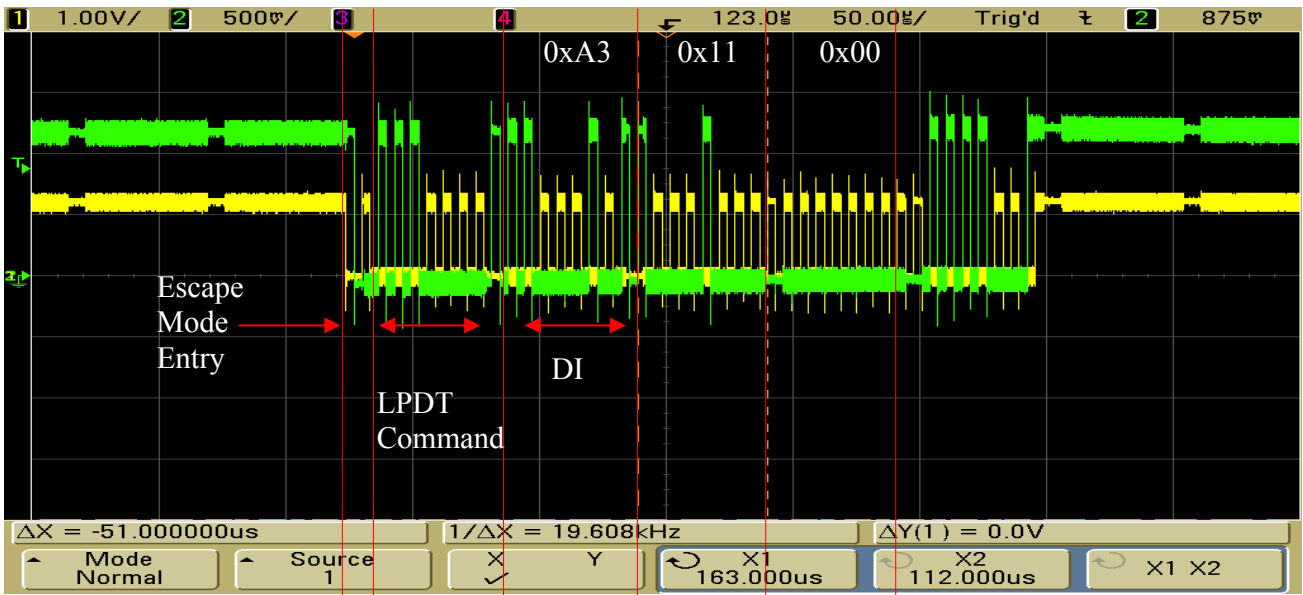 1 1.00V/ 2 500mV/ 3 4 123.0us 50.00us/ Trig'd 2 875mV
0xA3 0x11 0x00
T
Escape
Mode
Entry
DI
LPDT
Command
ΔX = -51.000000us 1/ΔX = 19.608kHz ΔY(1) = 0.0V
Mode Source X Y X1 X2 X1 X2
Normal 1 ✓ 163.000us 112.000us